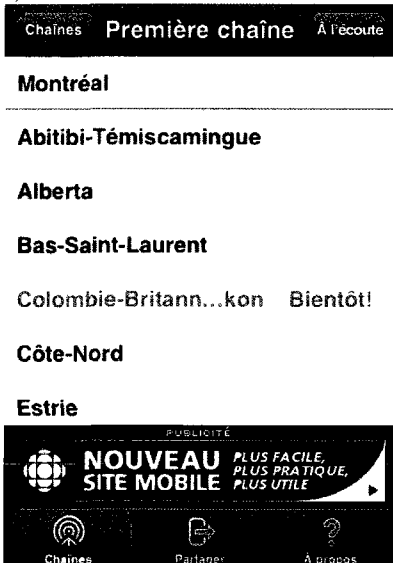 Chaînes Première chaîne À l'écoute
Montréal
Abitibi-Témiscamingue
Alberta
Bas-Saint-Laurent
Colombie-Britann...kon Bientôt!
Côte-Nord
Estrie
PUBLICITÉ
NOUVEAU PLUS FACILE,
SITE MOBILE PLUS PRATIQUE,
PLUS UTILE
Chaînes Partager À propos